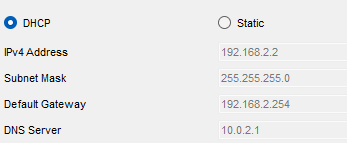 DHCP Static
IPv4 Address 192.168.2.2
Subnet Mask 255.255.255.0
Default Gateway 192.168.2.254
DNS Server 10.0.2.1